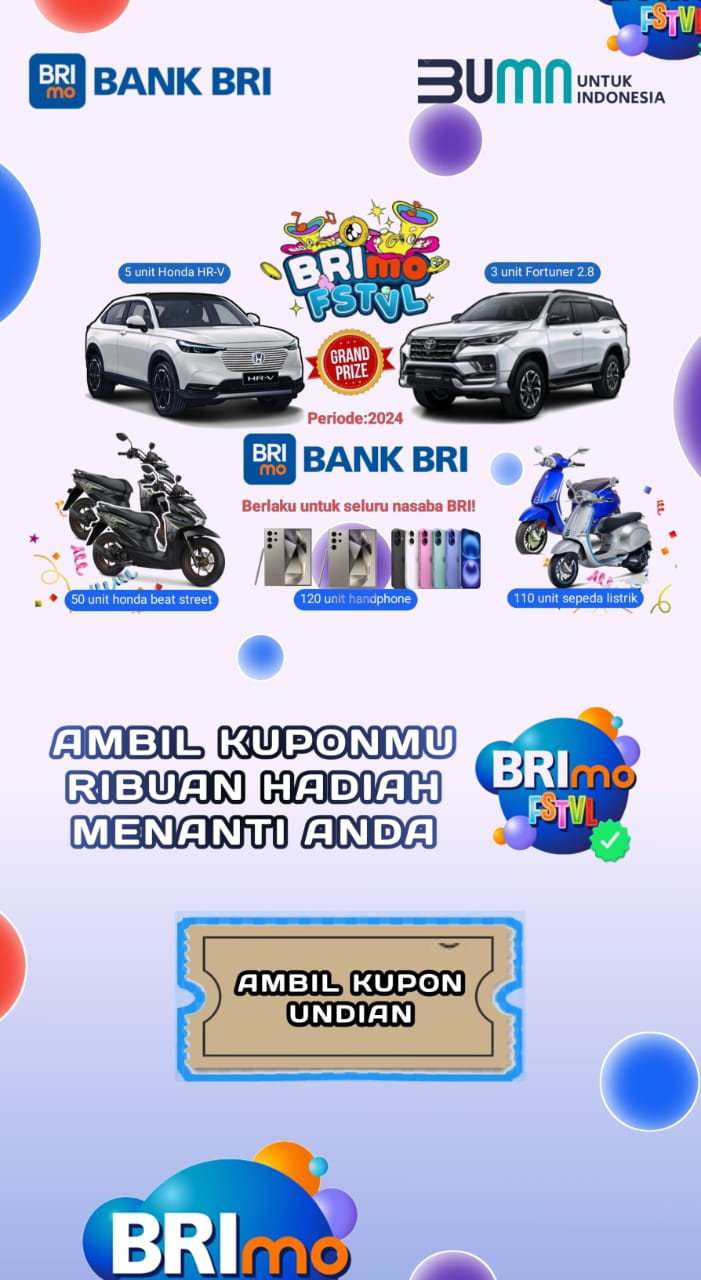 FSTVL
BRI
mo
BANK BRI
BUMN
UNTUK
INDONESIA
BRImo
FSTVL
5 unit Honda HR-V
3 unit Fortuner 2.8
GRAND
PRIZE
HR-V
Periode:2024
BRI
mo
BANK BRI
Berlaku untuk seluru nasaba BRI!
50 unit honda beat street
120 unit handphone
110 unit sepeda listrik
AMBIL KUPONMU
RIBUAN HADIAH
MENANTI ANDA
BRImo
FSTVL
AMBIL KUPON
UNDIAN
BRImo